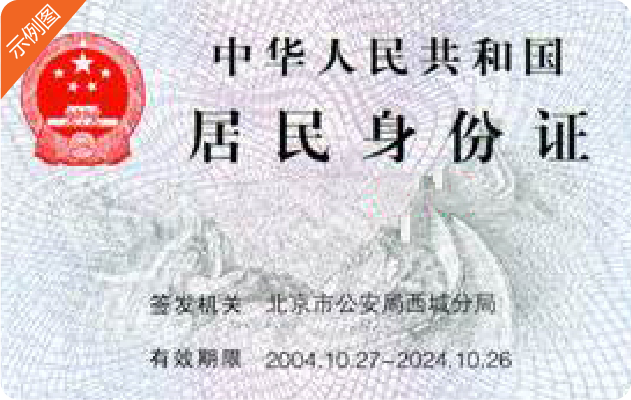 示例图
中华人民共和国
居民身份证
签发机关 北京市公安局西城分局
有效期限 2004.10.27-2024.10.26